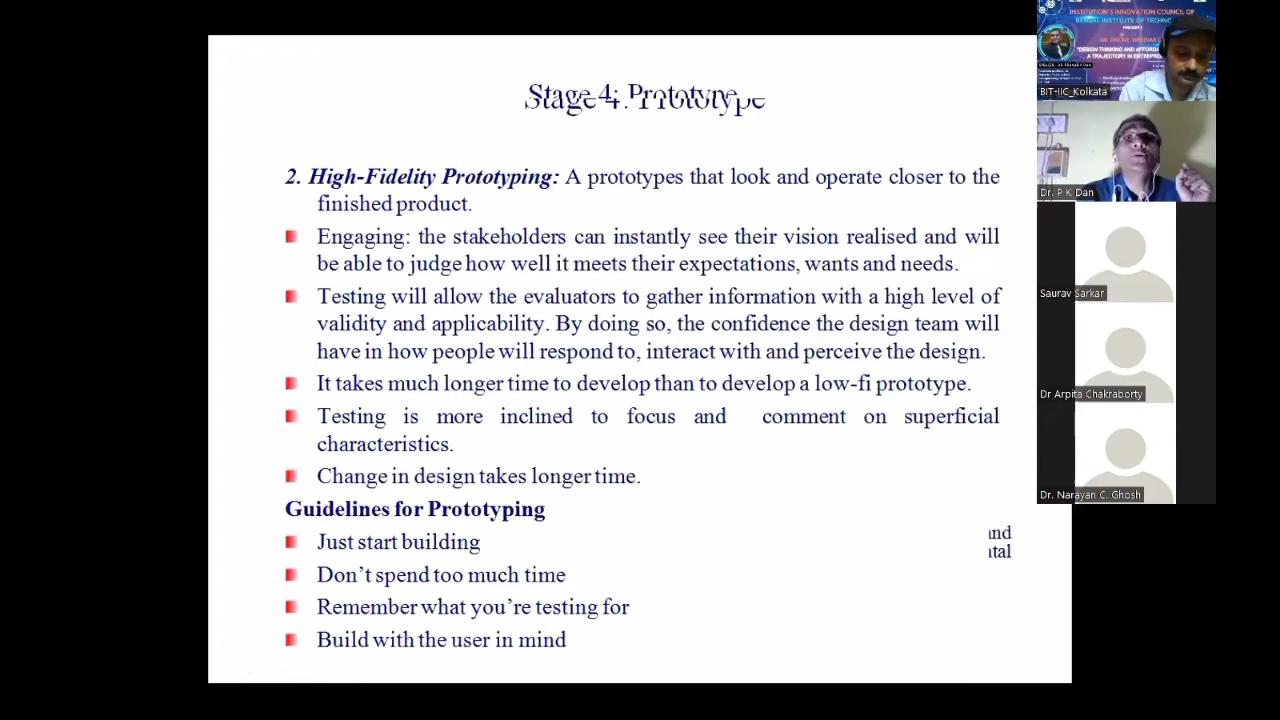 Stage 4: Prototype
2. High-Fidelity Prototyping: A prototypes that look and operate closer to the
finished product.
Engaging: the stakeholders can instantly see their vision realised and will
be able to judge how well it meets their expectations, wants and needs.
Testing will allow the evaluators to gather information with a high level of
validity and applicability. By doing so, the confidence the design team will
have in how people will respond to, interact with and perceive the design.
It takes much longer time to develop than to develop a low-fi prototype.
Testing is more inclined to focus and comment on superficial
characteristics.
Change in design takes longer time.
Guidelines for Prototyping
Just start building
Don’t spend too much time
Remember what you’re testing for
Build with the user in mind
INSTITUTION'S INNOVATION COUNCIL OF
BENGAL INSTITUTE OF
BIT-IIC_Kolkata
Dr. P K Dan
Saurav Sarkar
Dr Arpita Chakraborty
Dr. Narayan C. Ghosh